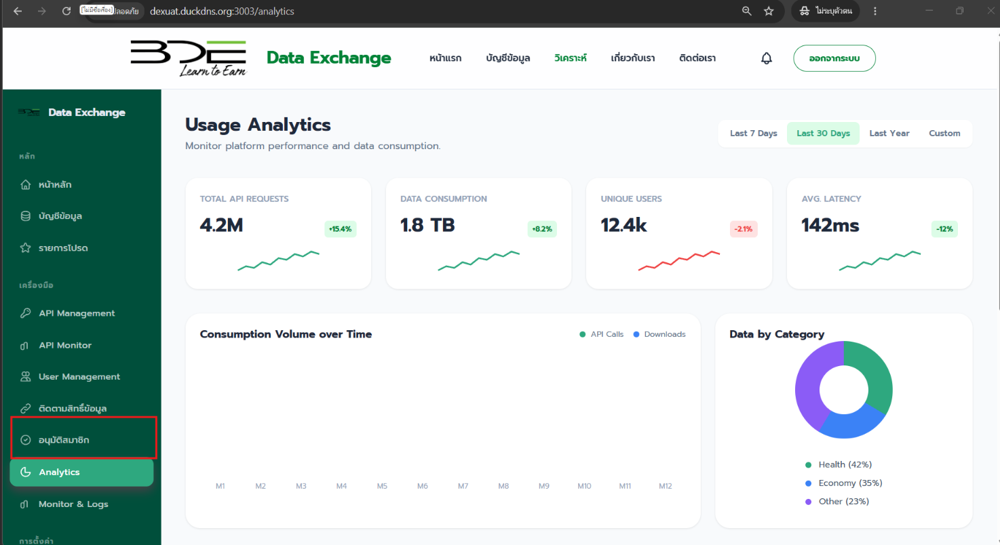 [ไม่มีชื่อเรื่อง]
ปลอดภัย dexuat.duckdns.org:3003/analytics ไม่ระบุตัวตน
BDE
Learn to Earn
Data Exchange หน้าแรก บัญชีข้อมูล วิเคราะห์ เกี่ยวกับเรา ติดต่อเรา ออกจากระบบ
BDE Data Exchange
หลัก
หน้าหลัก
บัญชีข้อมูล
รายการโปรด
เครื่องมือ
API Management
API Monitor
User Management
ติดตามสิทธิ์ข้อมูล
อนุมัติสมาชิก
Analytics
Monitor & Logs
การตั้งค่า
Usage Analytics
Monitor platform performance and data consumption.
Last 7 Days Last 30 Days Last Year Custom
TOTAL API REQUESTS
4.2M
+15.4%
DATA CONSUMPTION
1.8 TB
+8.2%
UNIQUE USERS
12.4k
-2.1%
AVG. LATENCY
142ms
-12%
Consumption Volume over Time
API Calls Downloads
M1 M2 M3 M4 M5 M6 M7 M8 M9 M10 M11 M12
Data by Category
Health (42%)
Economy (35%)
Other (23%)